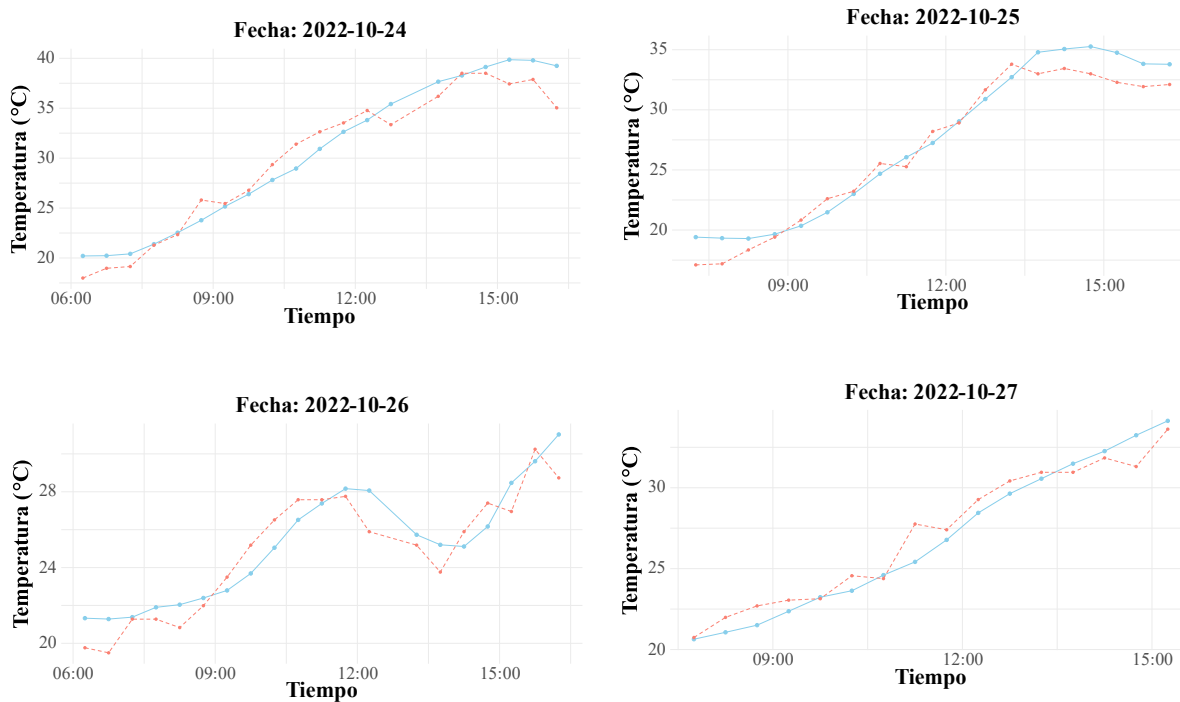 Fecha: 2022-10-24
Temperatura (°C)
40
35
30
25
20
06:00 09:00 12:00 15:00
Tiempo
Fecha: 2022-10-25
Temperatura (°C)
35
30
25
20
09:00 12:00 15:00
Tiempo
Fecha: 2022-10-26
Temperatura (°C)
28
24
20
06:00 09:00 12:00 15:00
Tiempo
Fecha: 2022-10-27
Temperatura (°C)
30
25
20
09:00 12:00 15:00
Tiempo